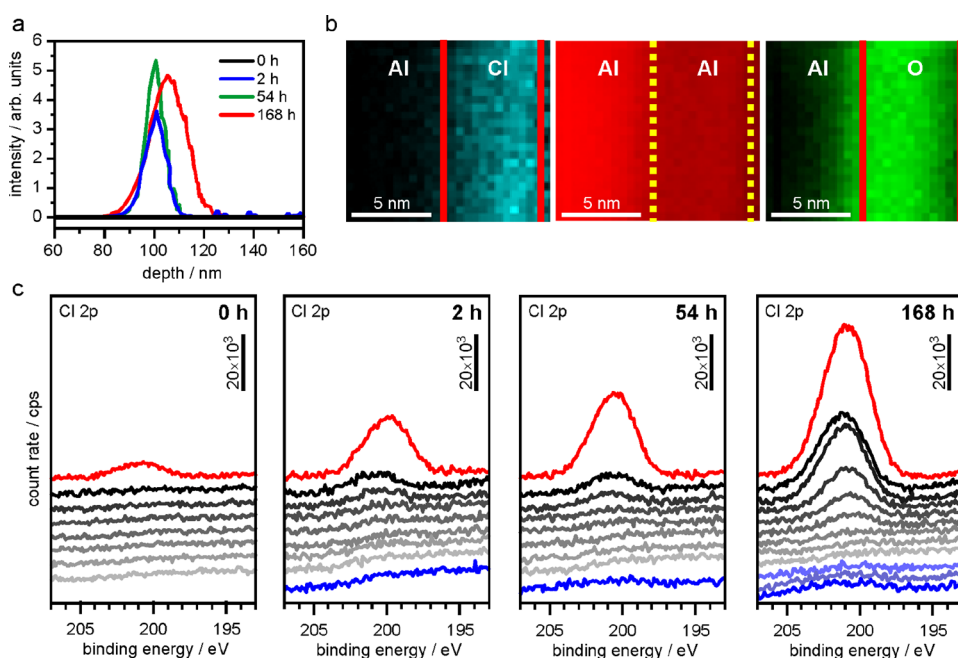 a
intensity / arb. units
6
5
4
3
2
1
0
0 h
2 h
54 h
168 h
60 80 100 120 140 160
depth / nm
b
Al Cl
5 nm
Al Al
5 nm
Al O
5 nm
c
count rate / cps
Cl 2p 0 h
20×10³
205 200 195
binding energy / eV
Cl 2p 2 h
20×10³
205 200 195
binding energy / eV
Cl 2p 54 h
20×10³
205 200 195
binding energy / eV
Cl 2p 168 h
20×10³
205 200 195
binding energy / eV